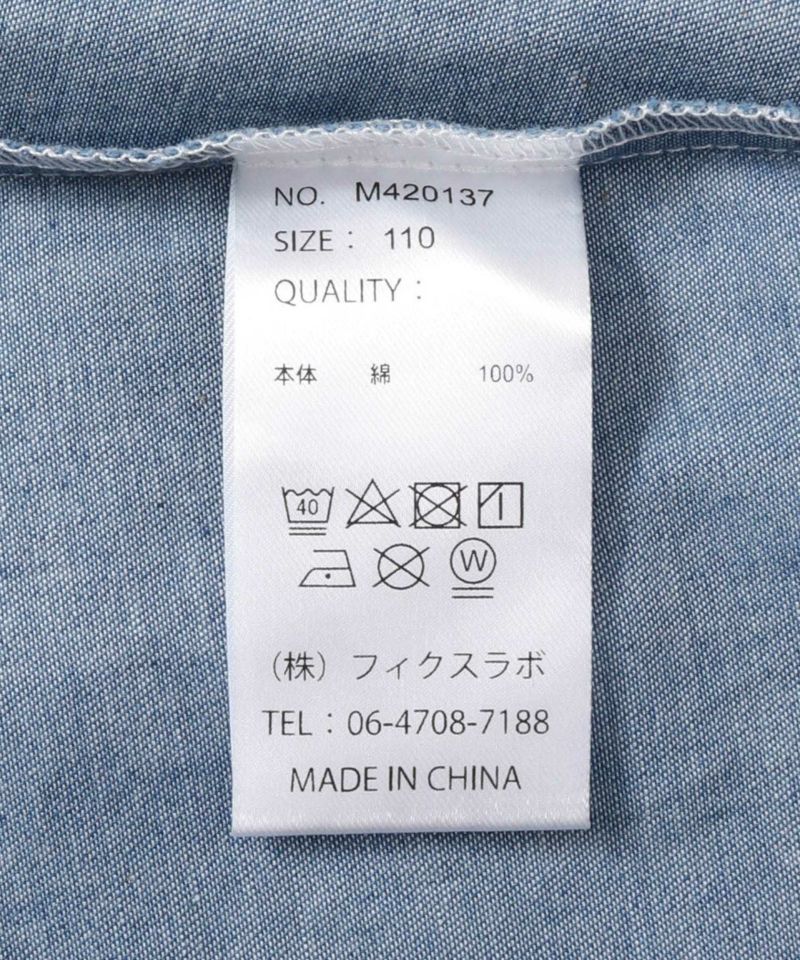 NO. M420137
SIZE： 110
QUALITY：
本体 綿 100%
40
W
（株）フィクスラボ
TEL：06-4708-7188
MADE IN CHINA